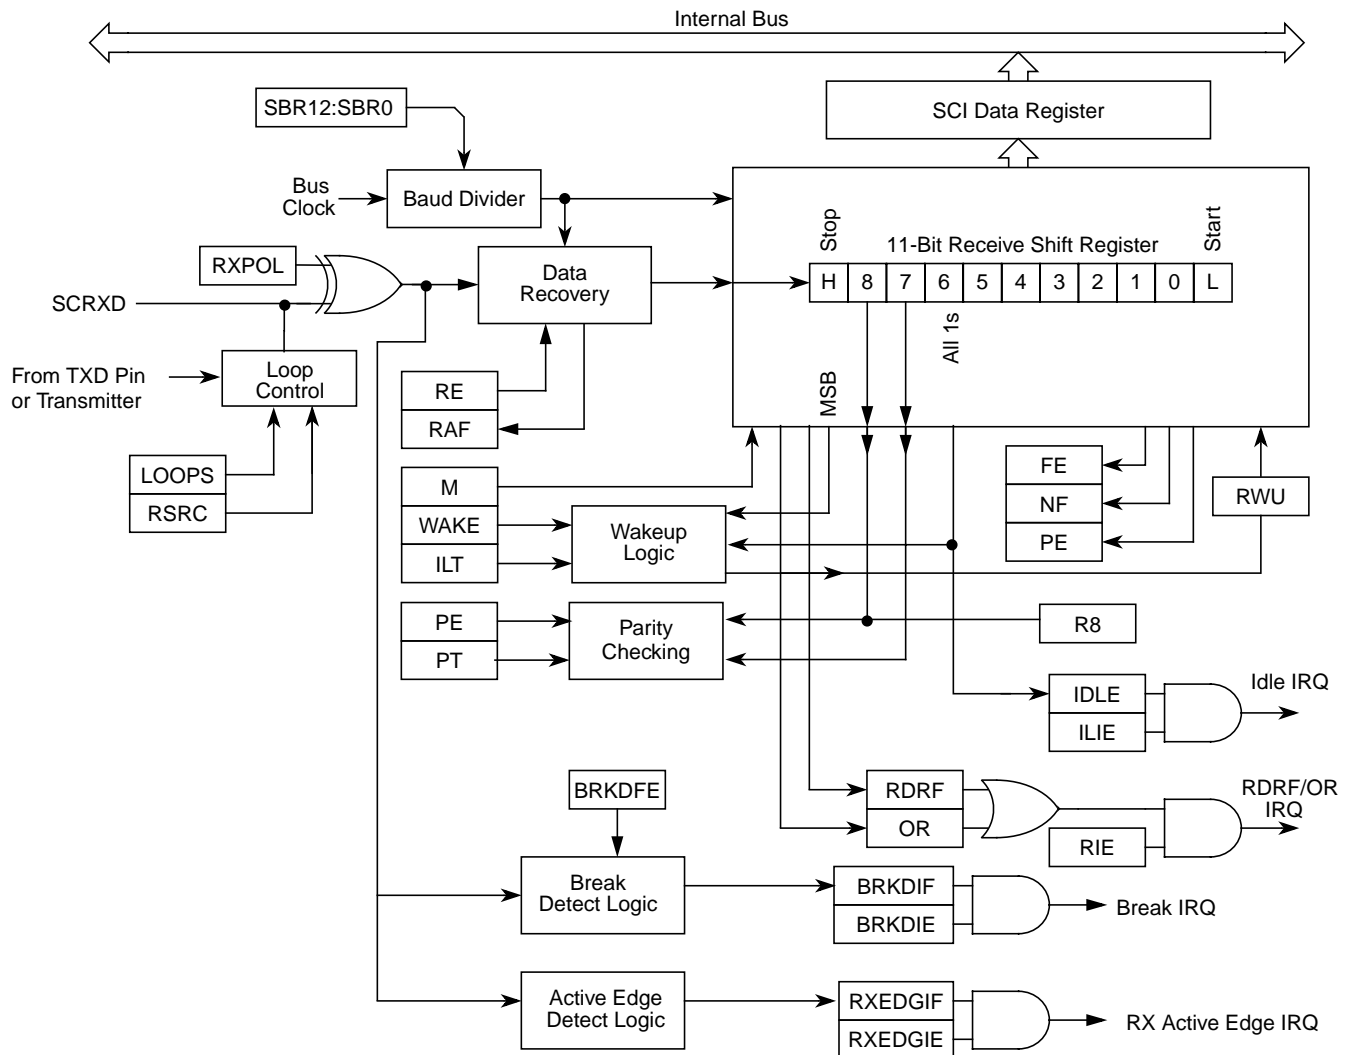 Internal Bus
SBR12:SBR0
SCI Data Register
Bus
Clock
Baud Divider
RXPOL
SCRXD
Data
Recovery
Stop
11-Bit Receive Shift Register
Start
H 8 7 6 5 4 3 2 1 0 L
All 1s
MSB
From TXD Pin
or Transmitter
Loop
Control
RE
RAF
LOOPS
RSRC
M
WAKE
ILT
Wakeup
Logic
FE
NF
PE
RWU
PE
PT
Parity
Checking
R8
IDLE
ILIE
Idle IRQ
BRKDFE
RDRF
OR
RIE
RDRF/OR
IRQ
Break
Detect Logic
BRKDIF
BRKDIE
Break IRQ
Active Edge
Detect Logic
RXEDGIF
RXEDGIE
RX Active Edge IRQ